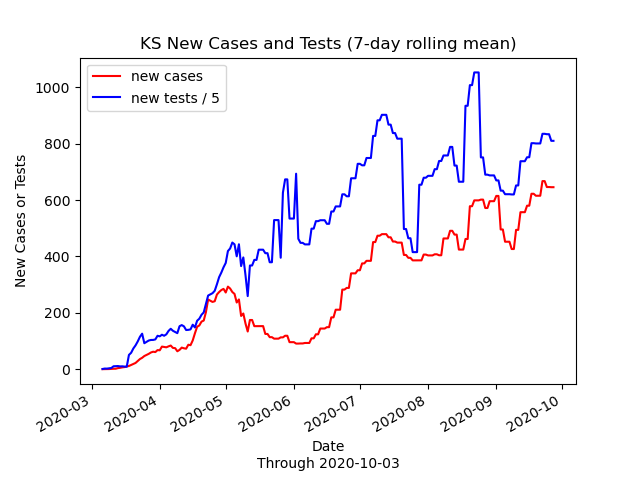 KS New Cases and Tests (7-day rolling mean)
new cases
new tests / 5
New Cases or Tests
1000
800
600
400
200
0
2020-03
2020-04
2020-05
2020-06
2020-07
2020-08
2020-09
2020-10
Date
Through 2020-10-03